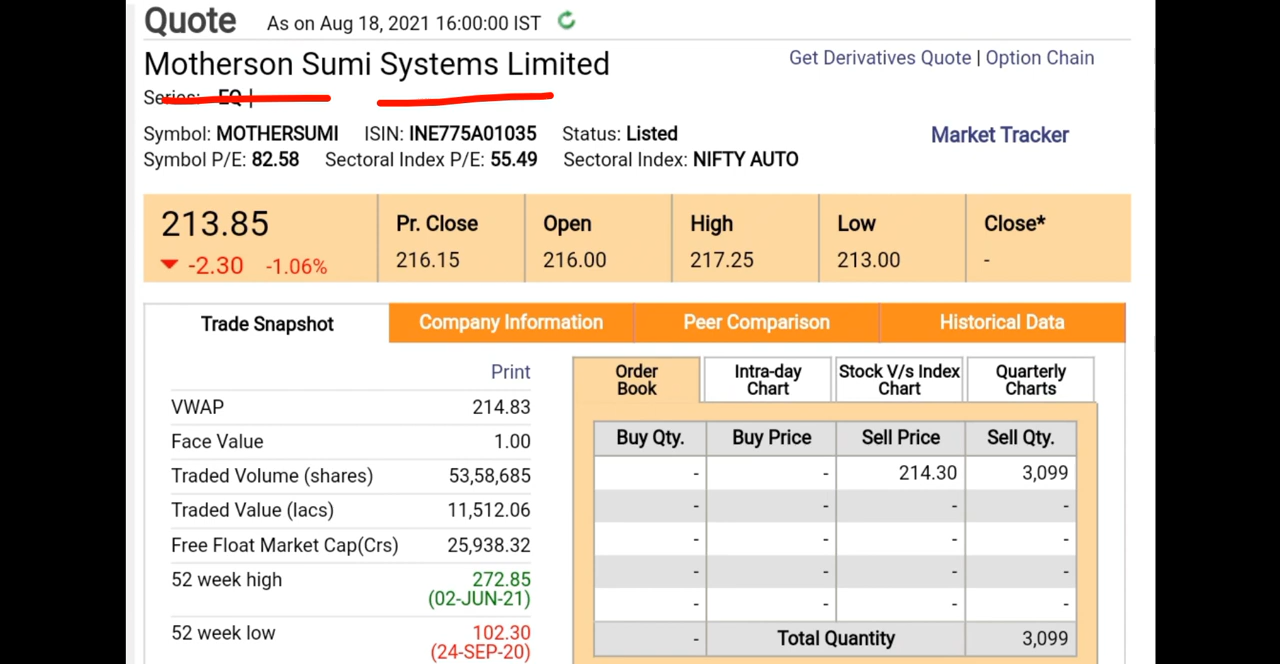 Quote As on Aug 18, 2021 16:00:00 IST
Motherson Sumi Systems Limited
Get Derivatives Quote | Option Chain
Series: EQ |
Symbol: MOTHERSUMI ISIN: INE775A01035 Status: Listed
Market Tracker
Symbol P/E: 82.58 Sectoral Index P/E: 55.49 Sectoral Index: NIFTY AUTO
213.85 Pr. Close Open High Low Close*
-2.30 -1.06% 216.15 216.00 217.25 213.00 -
Trade Snapshot Company Information Peer Comparison Historical Data
Print
VWAP 214.83
Face Value 1.00
Traded Volume (shares) 53,58,685
Traded Value (lacs) 11,512.06
Free Float Market Cap(Crs) 25,938.32
52 week high 272.85
(02-JUN-21)
52 week low 102.30
(24-SEP-20)
Order Book Intra-day Chart Stock V/s Index Chart Quarterly Charts
Buy Qty. Buy Price Sell Price Sell Qty.
- - 214.30 3,099
- - - -
- - - -
- - - -
- - - -
- Total Quantity 3,099